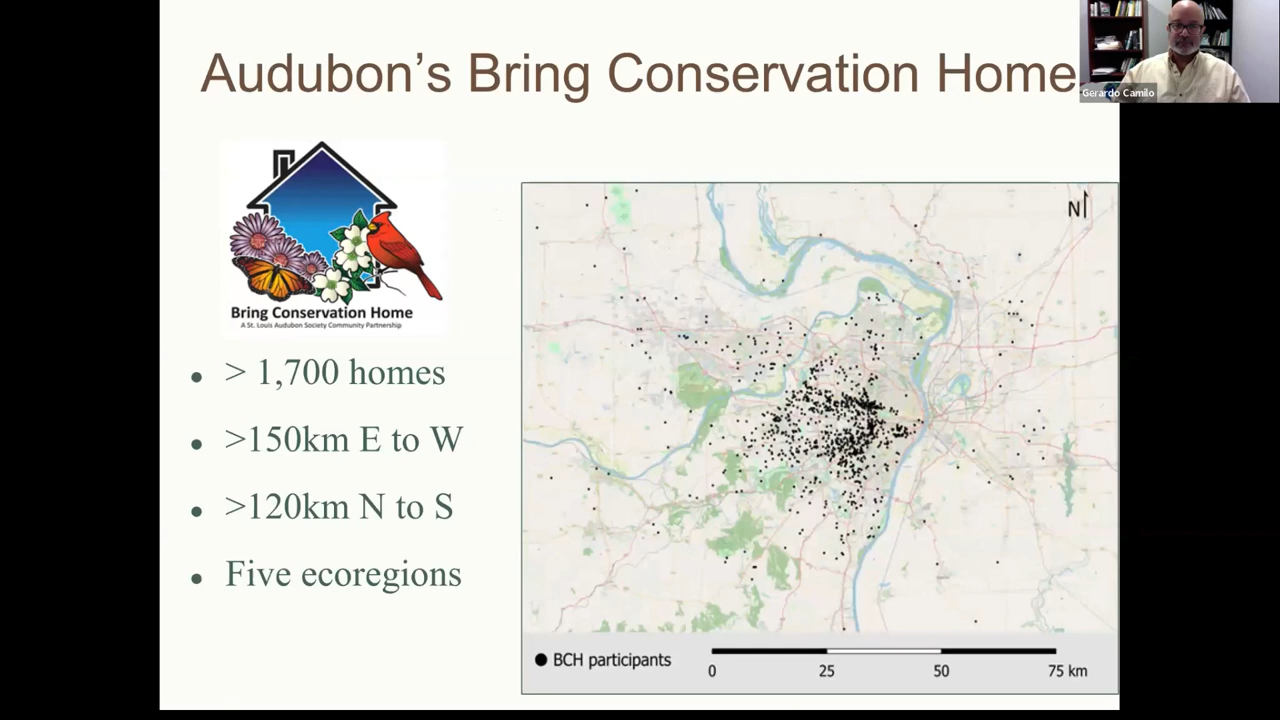 Audubon's Bring Conservation Home
Gerardo Camilo
Bring Conservation Home
A St. Louis Audubon Society Community Partnership
• > 1,700 homes
• >150km E to W
• >120km N to S
• Five ecoregions
N
BCH participants
0 25 50 75 km